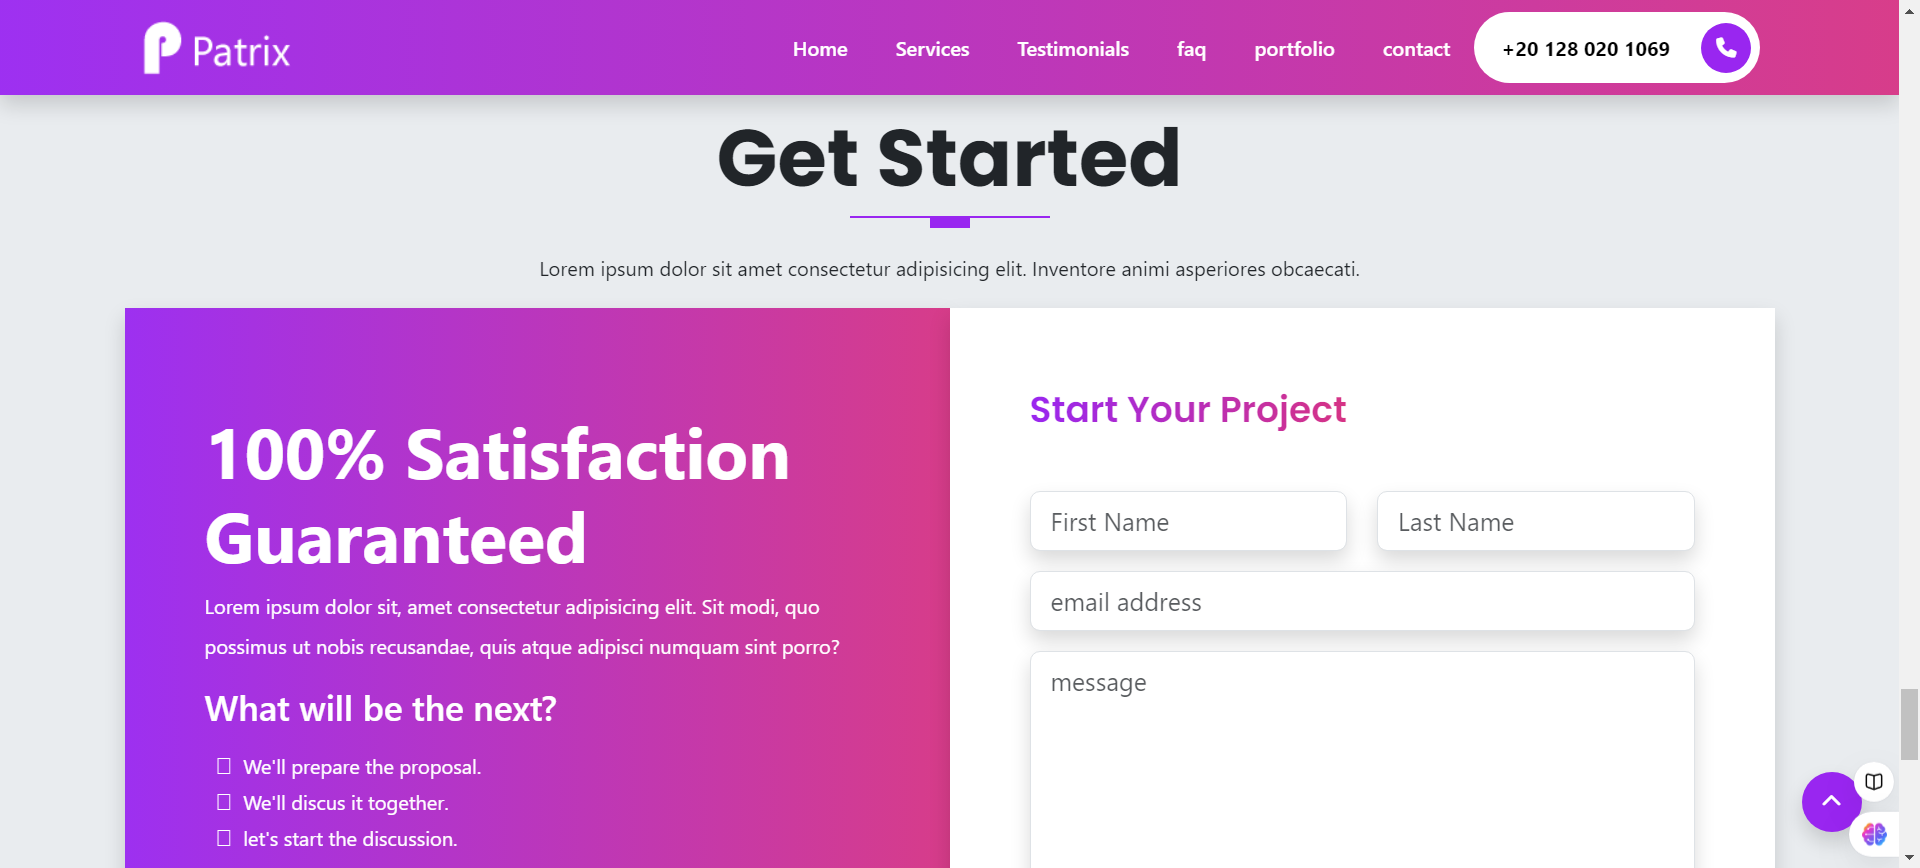 Patrix
Home Services Testimonials faq portfolio contact +20 128 020 1069
Get Started
Lorem ipsum dolor sit amet consectetur adipisicing elit. Inventore animi asperiores obcaecati.
100% Satisfaction
Guaranteed
Lorem ipsum dolor sit, amet consectetur adipisicing elit. Sit modi, quo
possimus ut nobis recusandae, quis atque adipisci numquam sint porro?
What will be the next?
We'll prepare the proposal.
We'll discus it together.
let's start the discussion.
Start Your Project
First Name
Last Name
email address
message